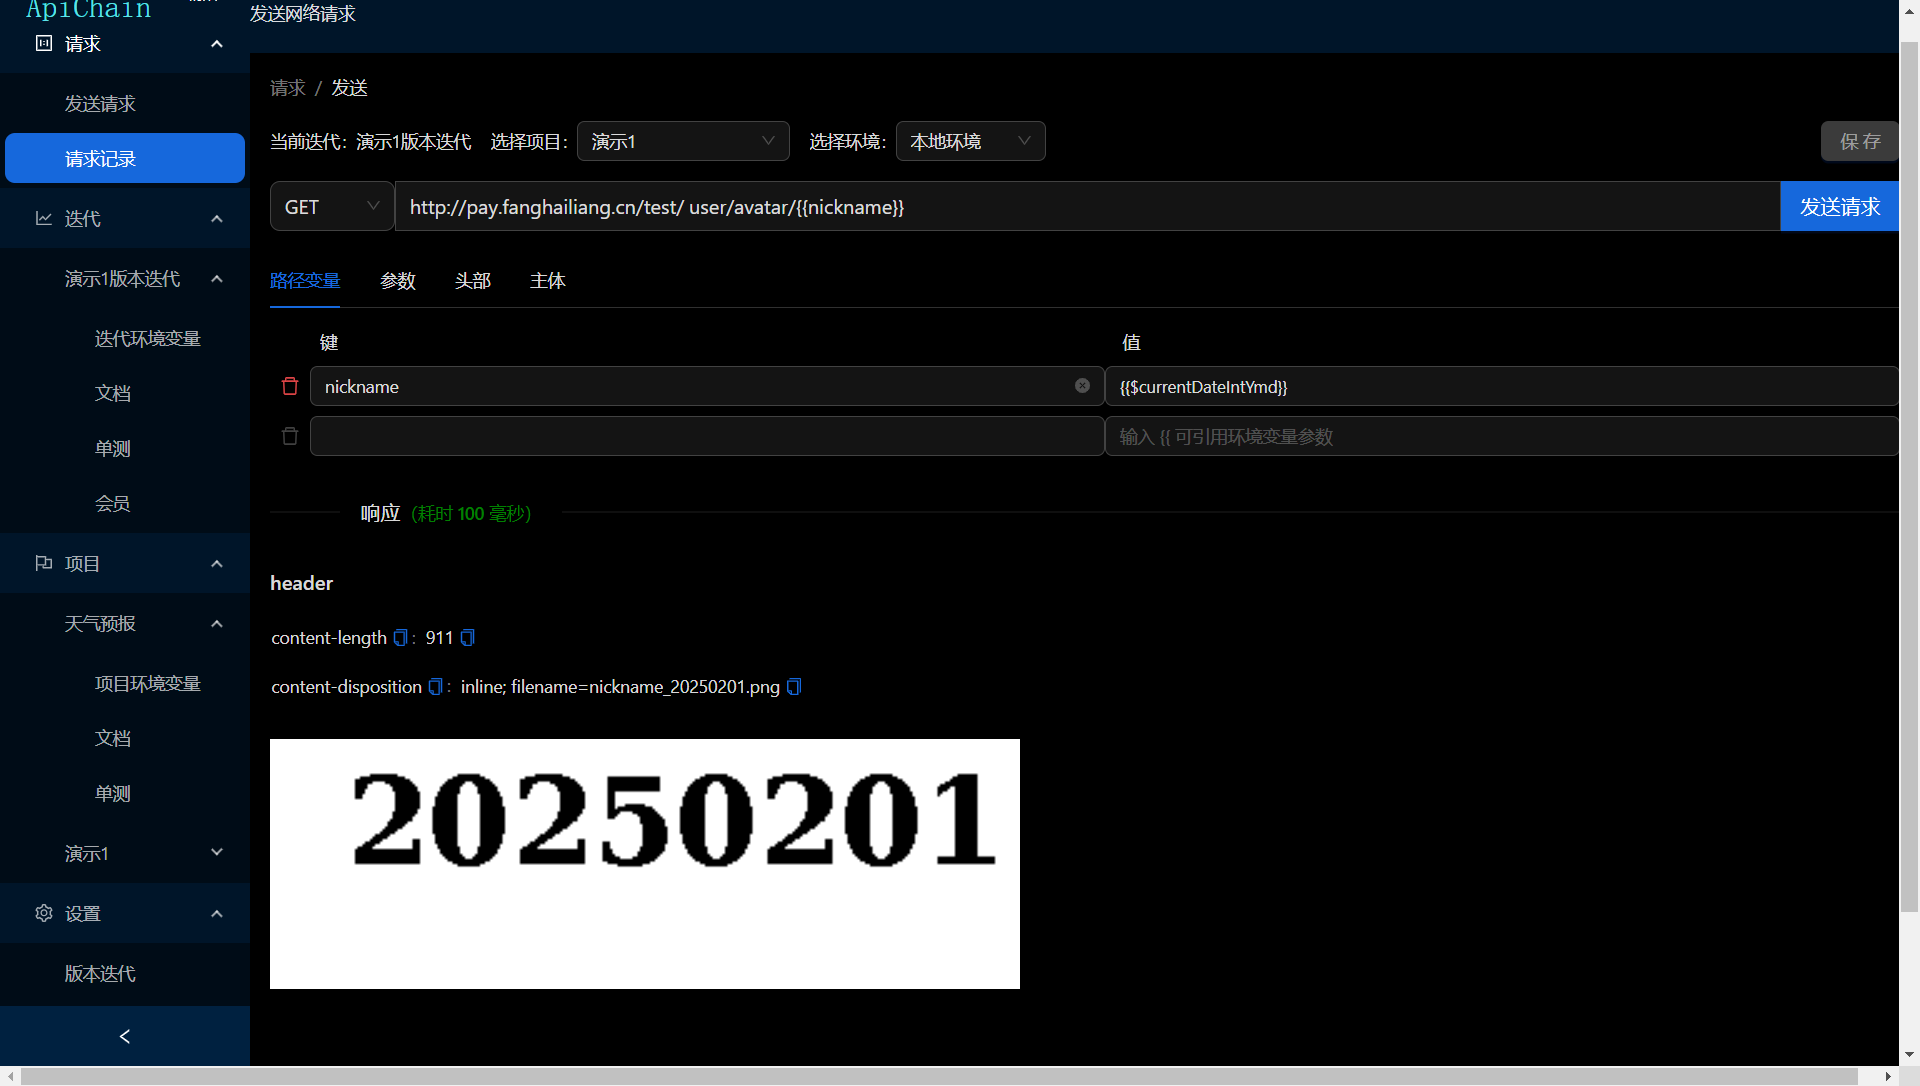 ApiChain
发送网络请求
请求
发送请求
请求记录
迭代
演示1版本迭代
迭代环境变量
文档
单测
会员
项目
天气预报
项目环境变量
文档
单测
演示1
设置
版本迭代
<
请求 / 发送
当前迭代: 演示1版本迭代 选择项目: 演示1 选择环境: 本地环境 保存
GET http://pay.fanghailiang.cn/test/ user/avatar/{{nickname}} 发送请求
路径变量 参数 头部 主体
键 值
nickname {{$currentDateIntYmd}}
输入 {{ 可引用环境变量参数
响应 (耗时 100 毫秒)
header
content-length : 911
content-disposition : inline; filename=nickname_20250201.png
20250201